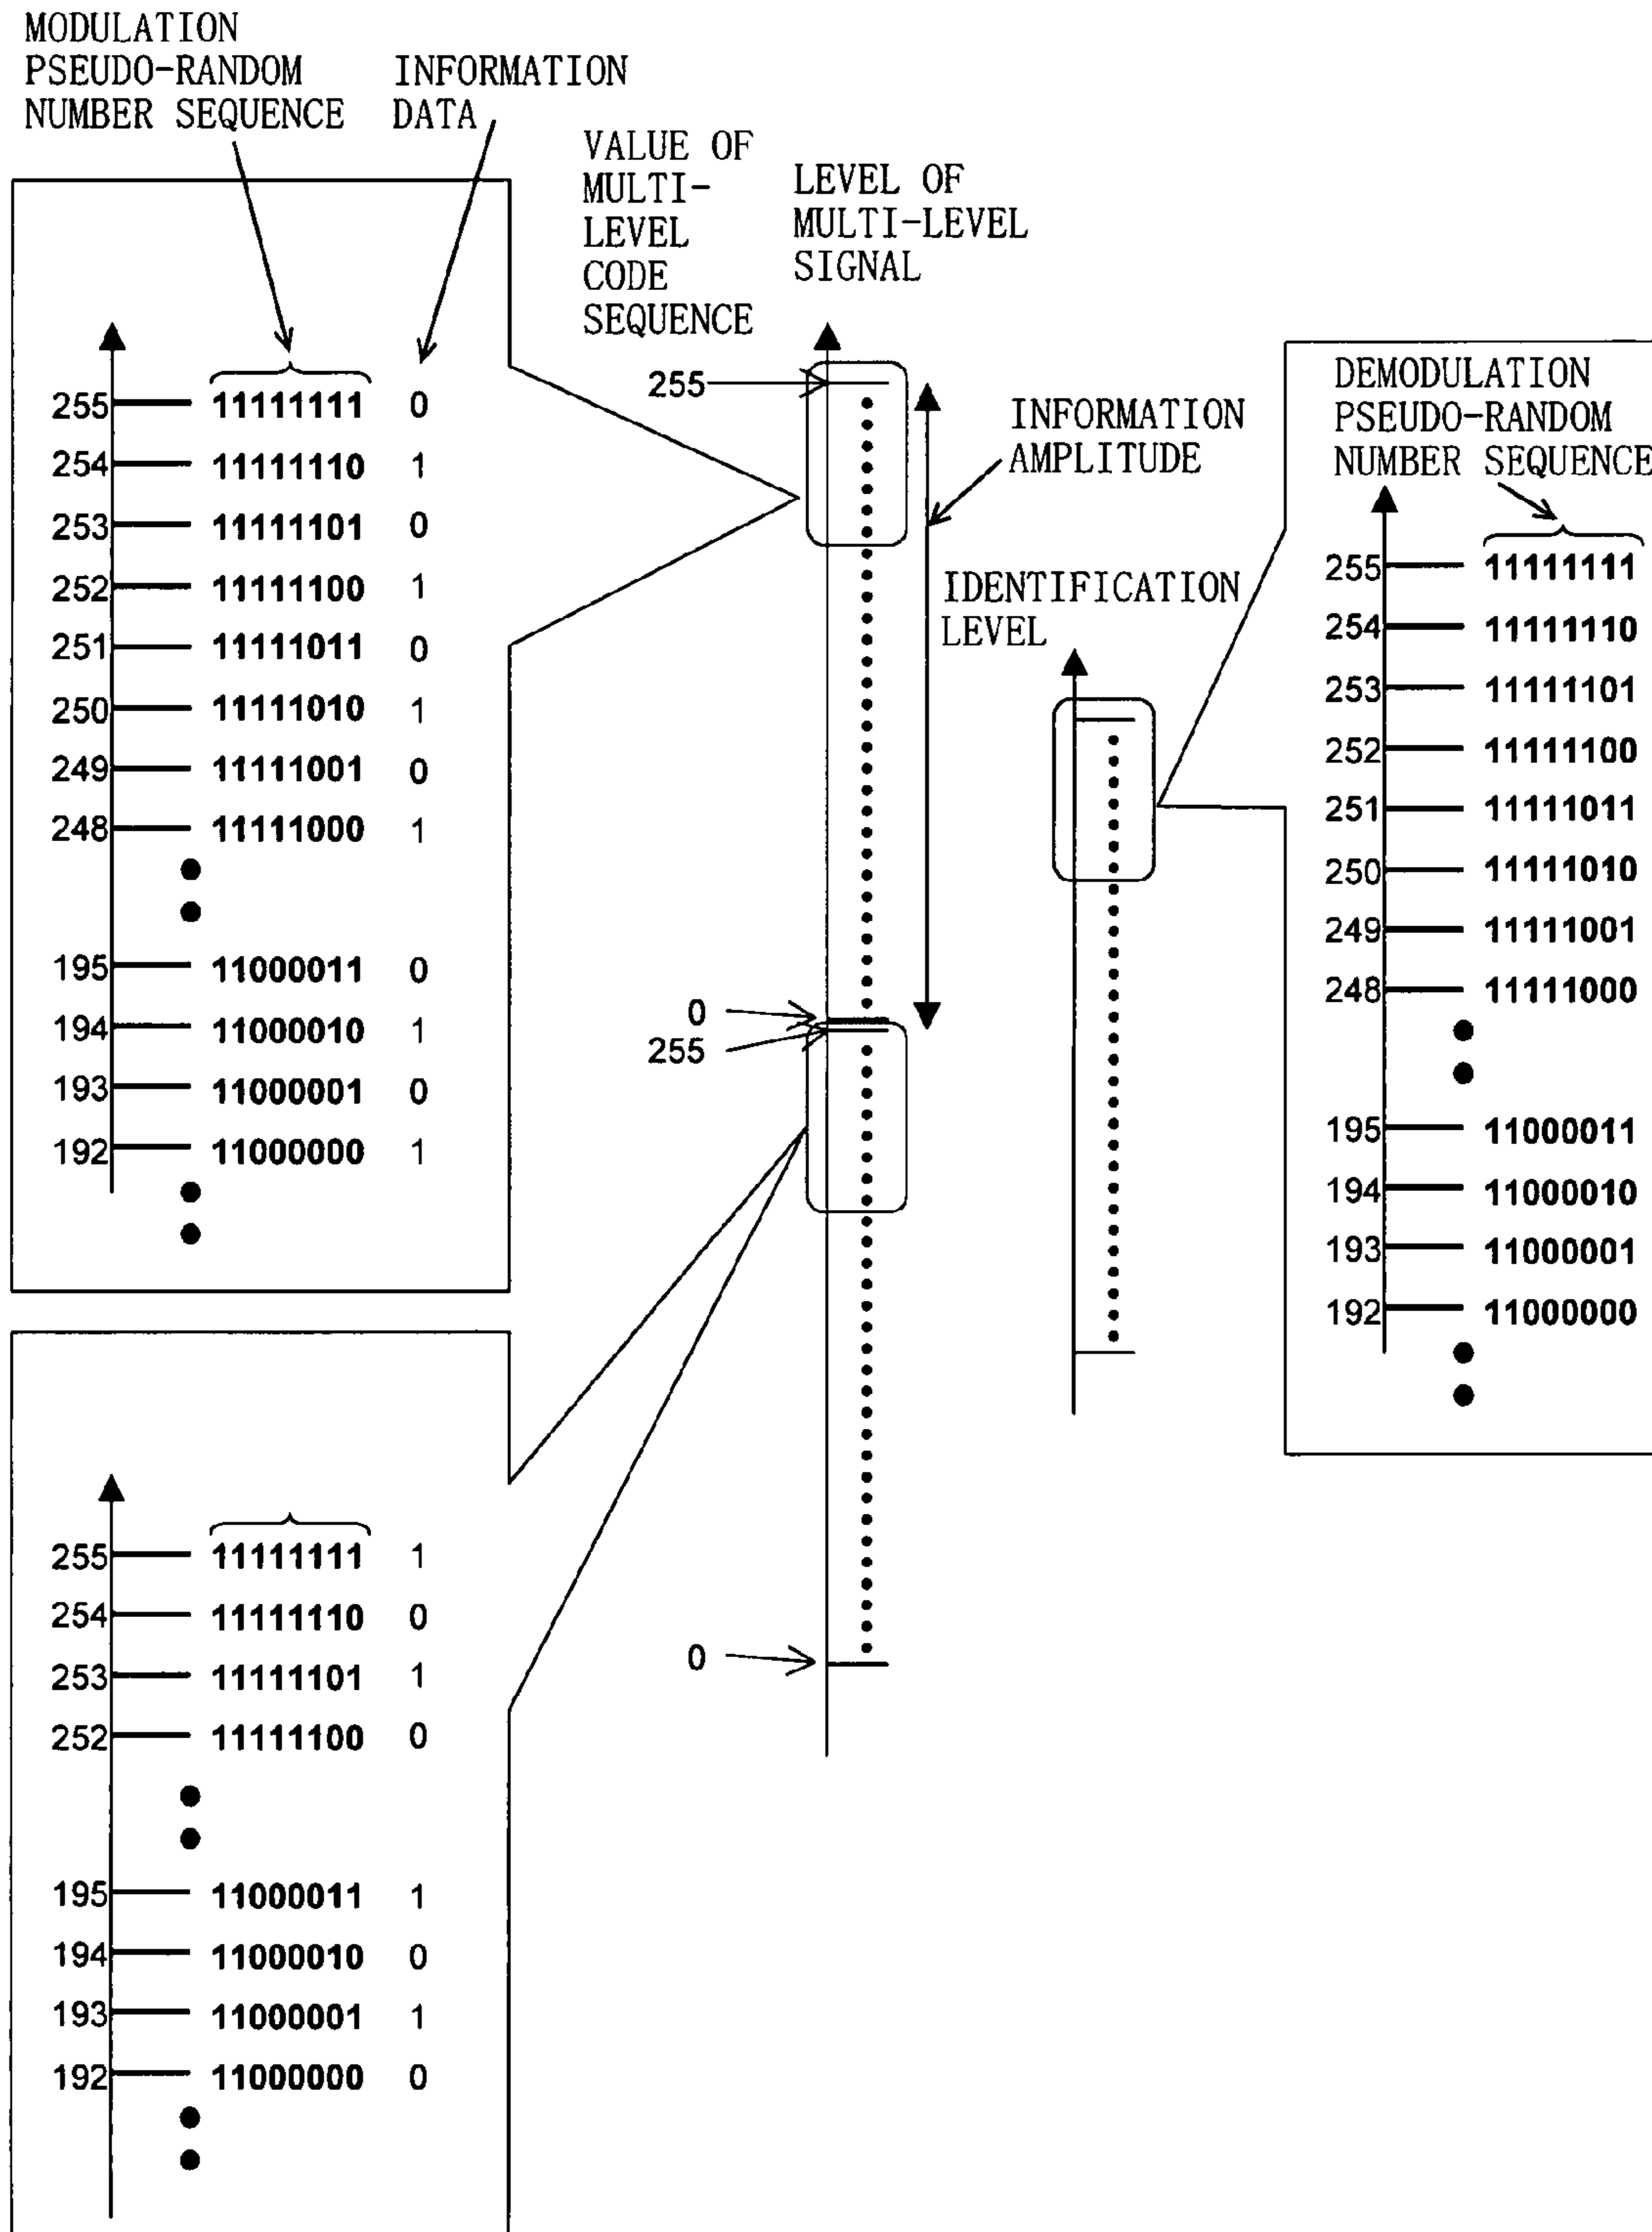 MODULATION
PSEUDO-RANDOM
NUMBER SEQUENCE
INFORMATION
DATA
255 11111111 0
254 11111110 1
253 11111101 0
252 11111100 1
251 11111011 0
250 11111010 1
249 11111001 0
248 11111000 1
195 11000011 0
194 11000010 1
193 11000001 0
192 11000000 1
255 11111111 1
254 11111110 0
253 11111101 1
252 11111100 0
195 11000011 1
194 11000010 0
193 11000001 1
192 11000000 0
VALUE OF
MULTI-
LEVEL
CODE
SEQUENCE
LEVEL OF
MULTI-LEVEL
SIGNAL
255
0
255
0
INFORMATION
AMPLITUDE
IDENTIFICATION
LEVEL
DEMODULATION
PSEUDO-RANDOM
NUMBER SEQUENCE
255 11111111
254 11111110
253 11111101
252 11111100
251 11111011
250 11111010
249 11111001
248 11111000
195 11000011
194 11000010
193 11000001
192 11000000